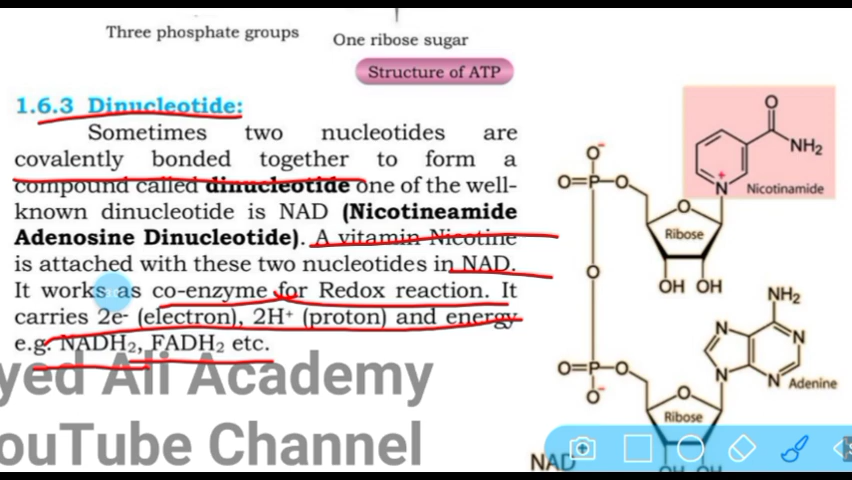 Three phosphate groups
One ribose sugar
Structure of ATP
1.6.3 Dinucleotide:
Sometimes two nucleotides are
covalently bonded together to form a
compound called dinucleotide one of the well-
known dinucleotide is NAD (Nicotineamide
Adenosine Dinucleotide). A vitamin Nicotine
is attached with these two nucleotides in NAD.
It works as co-enzyme for Redox reaction. It
carries 2e- (electron), 2H+ (proton) and energy
e.g. NADH2, FADH2 etc.
yed Ali Academy
ouTube Channel
O
NH2
N
+
Nicotinamide
O-
O=P-O
O
Ribose
OH OH
O
NH2
N
N
N
N
Adenine
O=P-O
O-
O
Ribose
OH OH
NAD